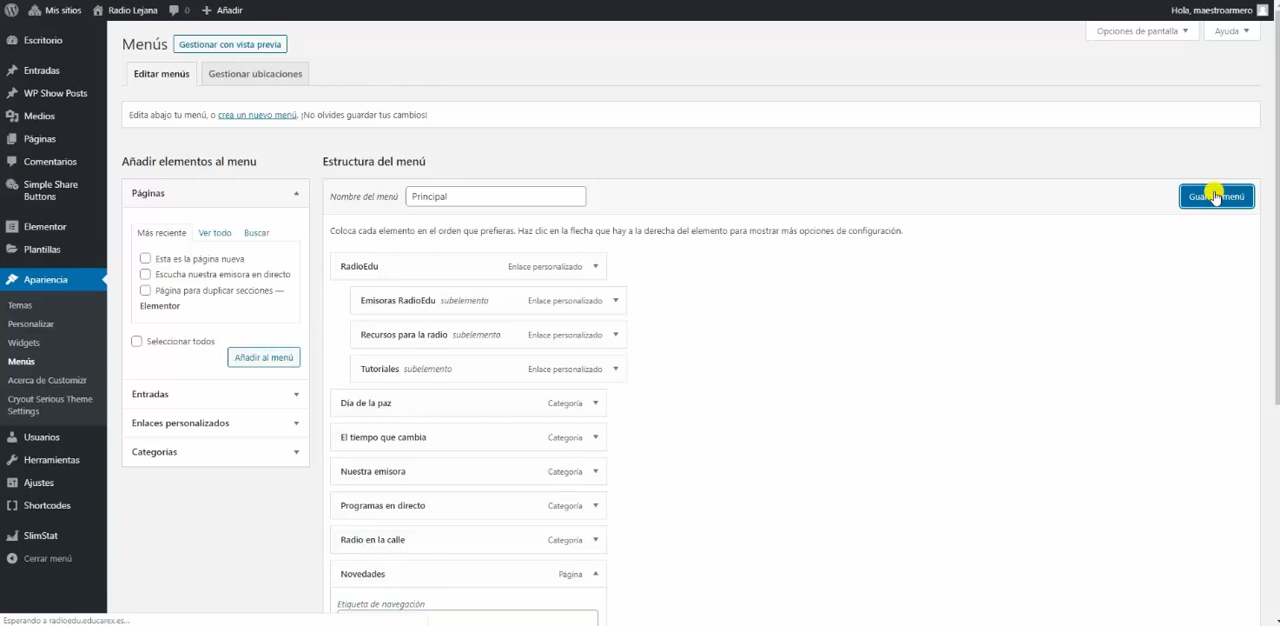 Mis sitios
Radio Lejana
0
Añadir
Hola, maestroarmero
Escritorio
Entradas
WP Show Posts
Medios
Páginas
Comentarios
Simple Share
Buttons
Elementor
Plantillas
Apariencia
Temas
Personalizar
Widgets
Menús
Acerca de Customizr
Cryout Serious Theme
Settings
Usuarios
Herramientas
Ajustes
Shortcodes
SlimStat
Cerrar menú
Opciones de pantalla
Ayuda
Menús
Gestionar con vista previa
Editar menús
Gestionar ubicaciones
Edita abajo tu menú, o crea un nuevo menú. ¡No olvides guardar tus cambios!
Añadir elementos al menu
Páginas
Más reciente
Ver todo
Buscar
Esta es la página nueva
Escucha nuestra emisora en directo
Página para duplicar secciones —
Elementor
Seleccionar todos
Añadir al menú
Entradas
Enlaces personalizados
Categorías
Estructura del menú
Nombre del menú
Principal
menú
Coloca cada elemento en el orden que prefieras. Haz clic en la flecha que hay a la derecha del elemento para mostrar más opciones de configuración.
RadioEdu
Enlace personalizado
Emisoras RadioEdu subelemento
Enlace personalizado
Recursos para la radio subelemento
Enlace personalizado
Tutoriales subelemento
Enlace personalizado
Día de la paz
Categoría
El tiempo que cambia
Categoría
Nuestra emisora
Categoría
Programas en directo
Categoría
Radio en la calle
Categoría
Novedades
Página
Etiqueta de navegación
Esperando a radioedu.educarex.es...